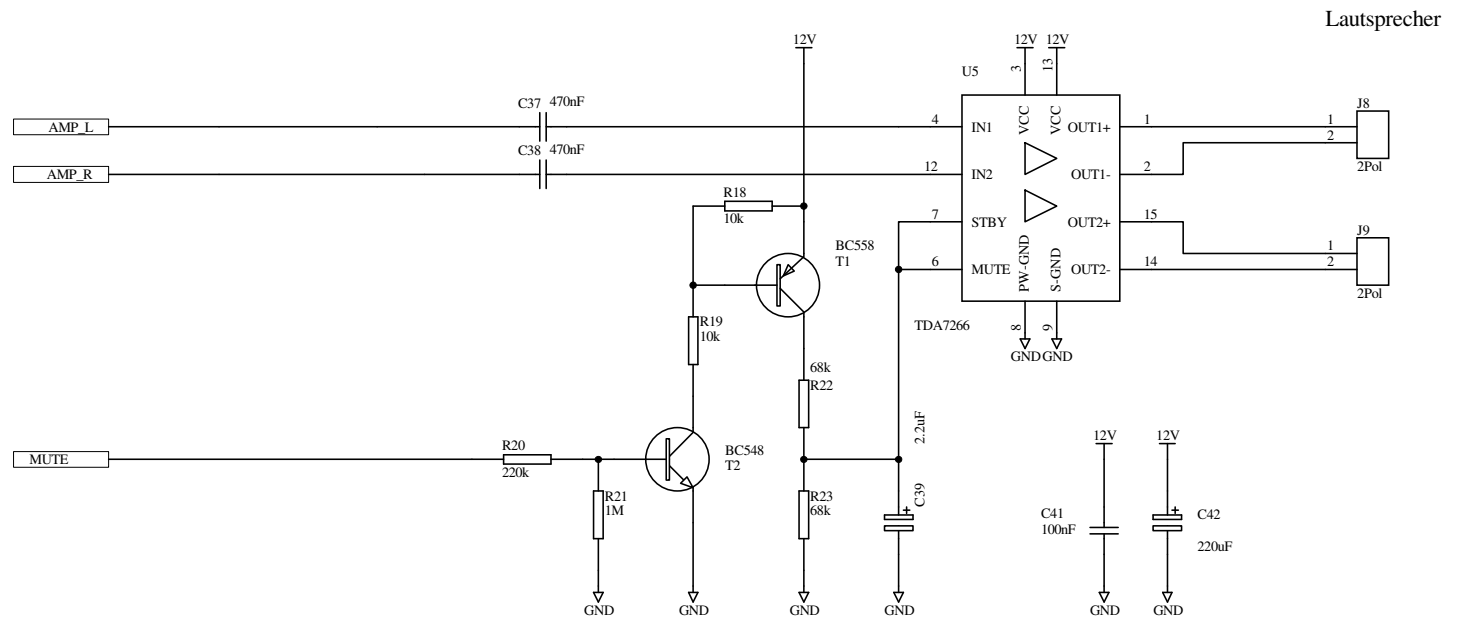 Lautsprecher
12V
12V
12V
U5
3
13
C37
470nF
AMP_L
4
IN1
VCC
VCC
OUT1+
1
1
2
J8
2Pol
C38
470nF
AMP_R
12
IN2
OUT1-
2
R18
10k
7
STBY
OUT2+
15
BC558
T1
6
MUTE
PW-GND
S-GND
OUT2-
14
1
2
J9
2Pol
R19
10k
TDA7266
8
9
GND
GND
68k
R22
2.2uF
MUTE
R20
220k
BC548
T2
12V
12V
R21
1M
R23
68k
C39
C41
100nF
C42
220uF
GND
GND
GND
GND
GND
GND